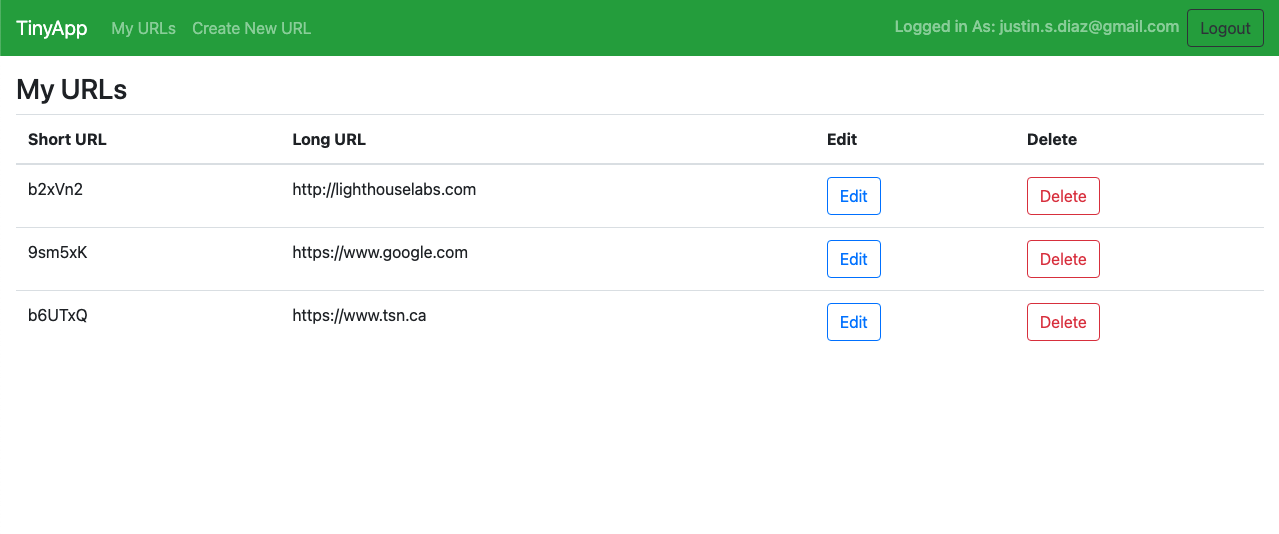 TinyApp My URLs Create New URL Logged in As: justin.s.diaz@gmail.com Logout
My URLs
Short URL Long URL Edit Delete
b2xVn2 http://lighthouselabs.com Edit Delete
9sm5xK https://www.google.com Edit Delete
b6UTxQ https://www.tsn.ca Edit Delete